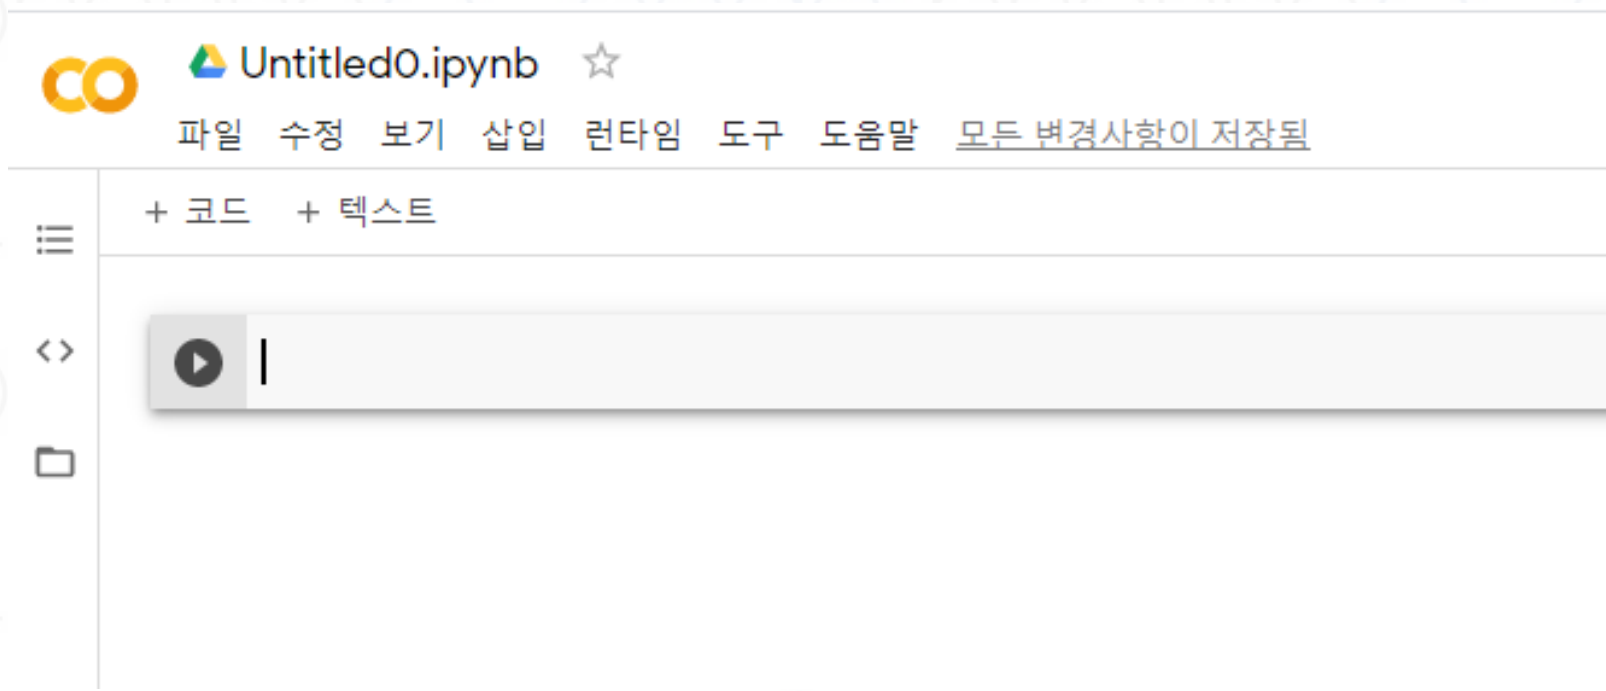 Untitled0.ipynb
파일 수정 보기 삽입 런타임 도구 도움말 모든 변경사항이 저장됨
+ 코드 + 텍스트